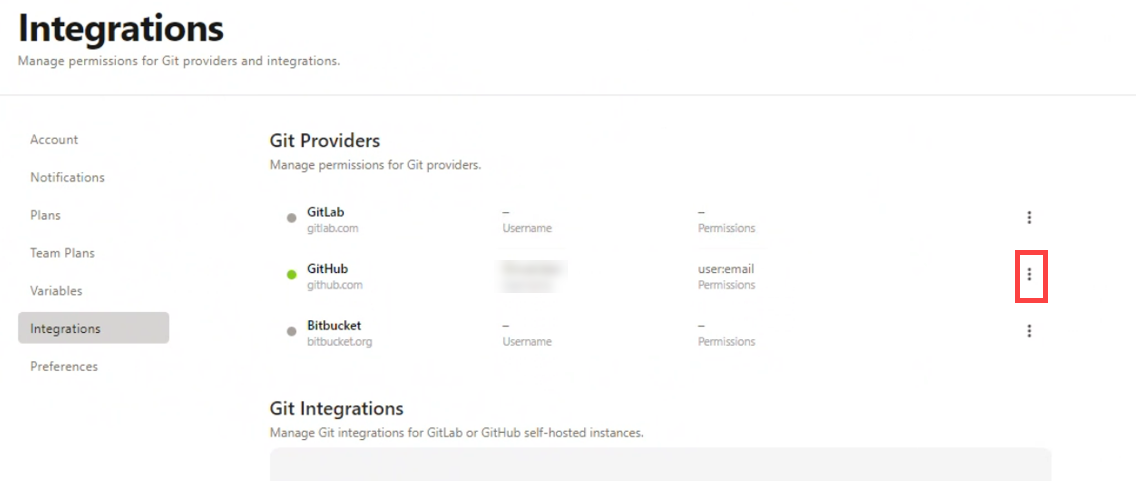 Integrations
Manage permissions for Git providers and integrations.
Account
Notifications
Plans
Team Plans
Variables
Integrations
Preferences
Git Providers
Manage permissions for Git providers.
GitLab – –
gitlab.com Username Permissions
GitHub user:email
github.com Permissions
Bitbucket – –
bitbucket.org Username Permissions
Git Integrations
Manage Git integrations for GitLab or GitHub self-hosted instances.